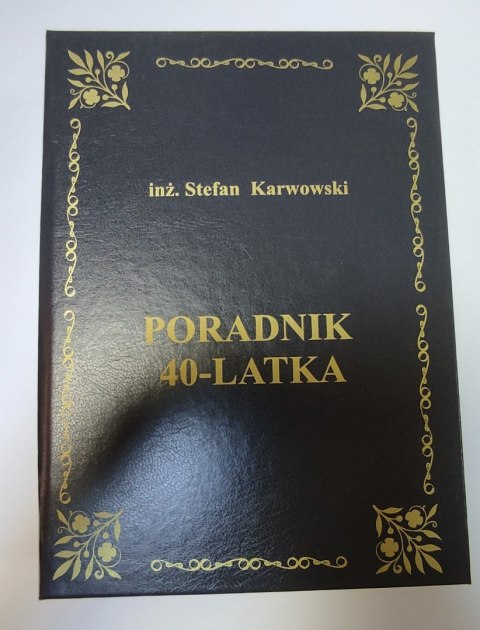 inż. Stefan Karwowski
PORADNIK
40-LATKA